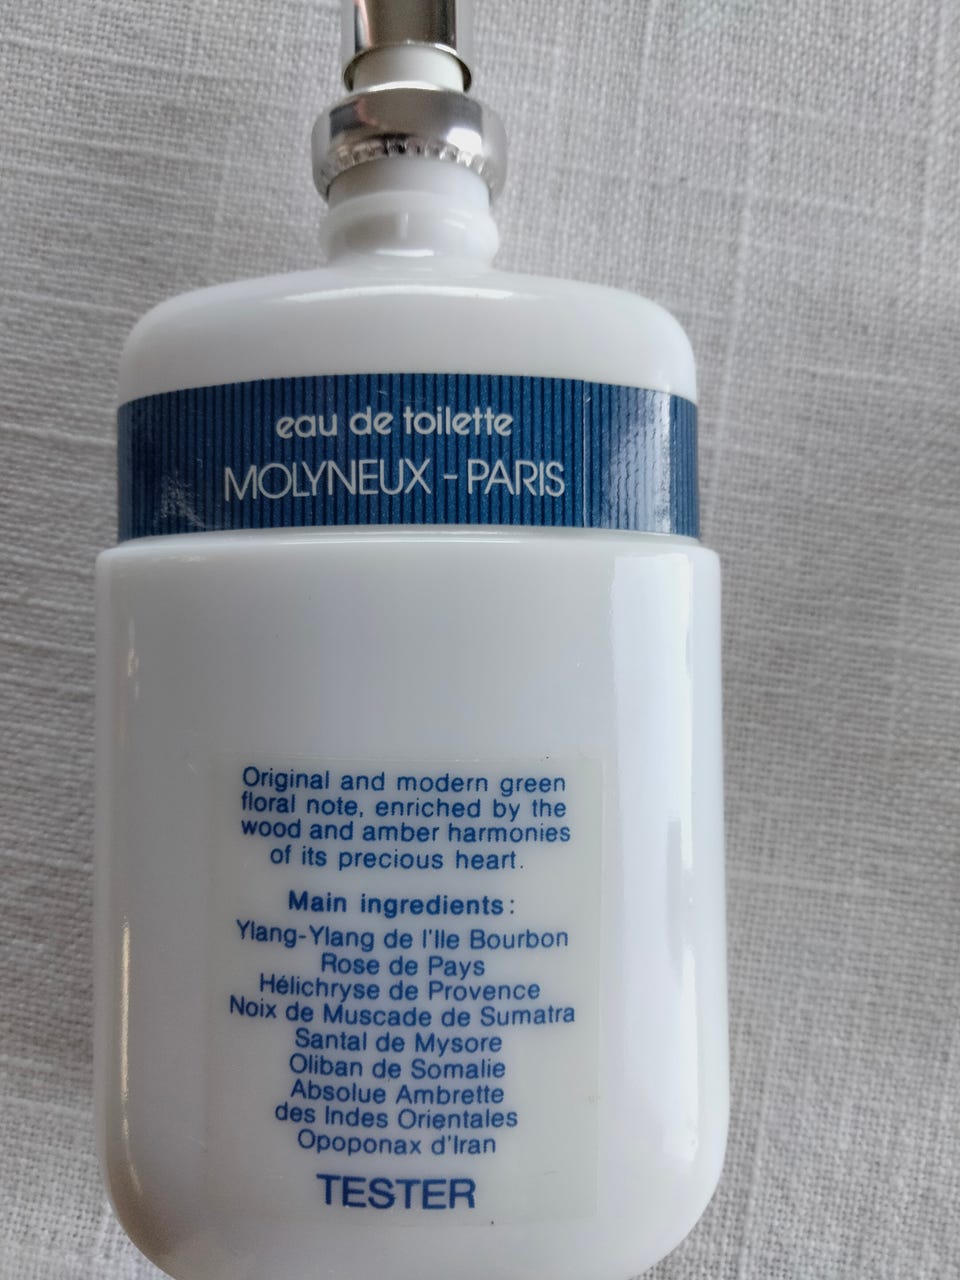 eau de toilette
MOLYNEUX - PARIS
Original and modern green
floral note, enriched by the
wood and amber harmonies
of its precious heart.
Main ingredients:
Ylang-Ylang de l'Ile Bourbon
Rose de Pays
Hélichryse de Provence
Noix de Muscade de Sumatra
Santal de Mysore
Oliban de Somalie
Absolue Ambrette
des Indes Orientales
Opoponax d'Iran
TESTER